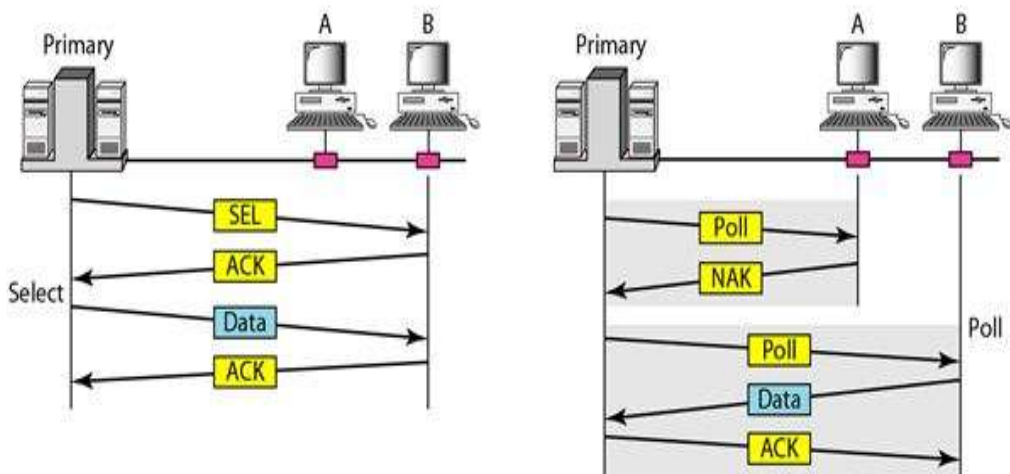 Primary
A
B
SEL
ACK
Select
Data
ACK
Primary
A
B
Poll
NAK
Poll
Poll
Data
ACK